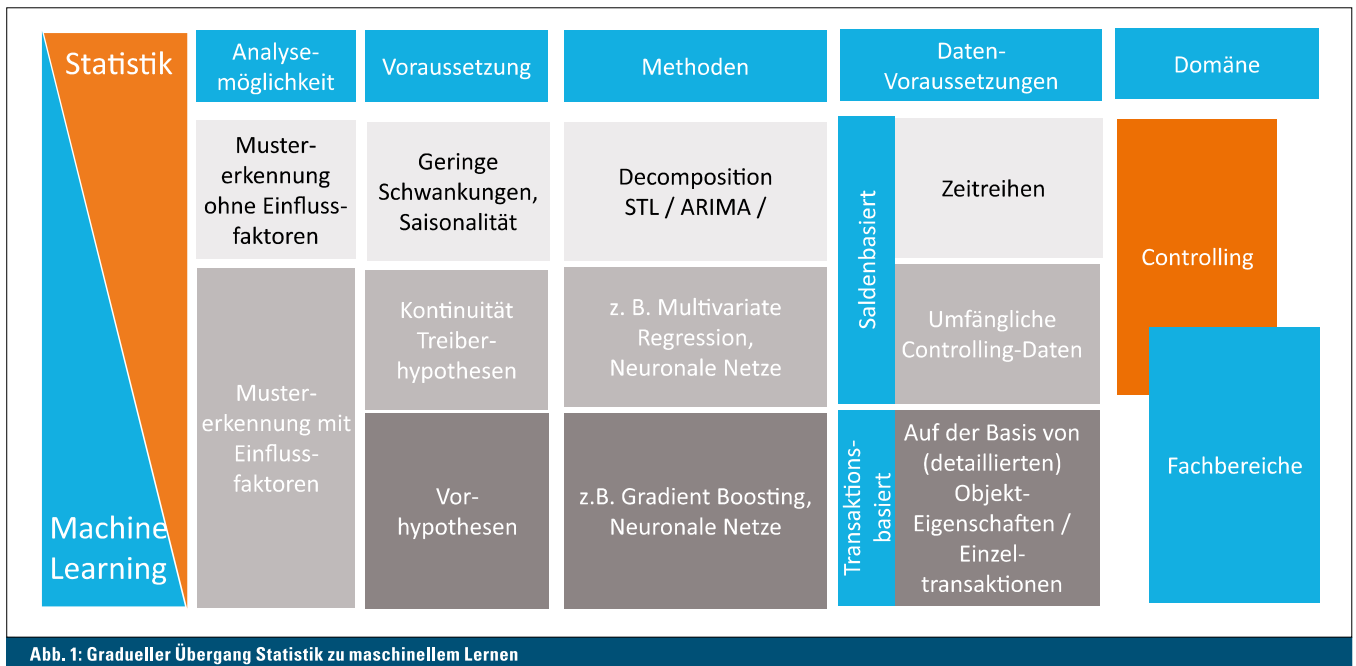 Statistik
Analyse-
möglichkeit
Voraussetzung
Methoden
Daten-
Voraussetzungen
Domäne
Muster-
erkennung
ohne Einfluss-
faktoren
Geringe
Schwankungen,
Saisonalität
Decomposition
STL / ARIMA /
Saldenbasiert
Zeitreihen
Controlling
Muster-
erkennung mit
Einfluss-
faktoren
Kontinuität
Treiber-
hypothesen
z. B. Multivariate
Regression,
Neuronale Netze
Umfängliche
Controlling-Daten
Fachbereiche
Machine
Learning
Vor-
hypothesen
z.B. Gradient Boosting,
Neuronale Netze
Transaktions-
basiert
Auf der Basis von
(detaillierten)
Objekt-
Eigenschaften /
Einzel-
transaktionen
Abb. 1: Gradueller Übergang Statistik zu maschinellem Lernen